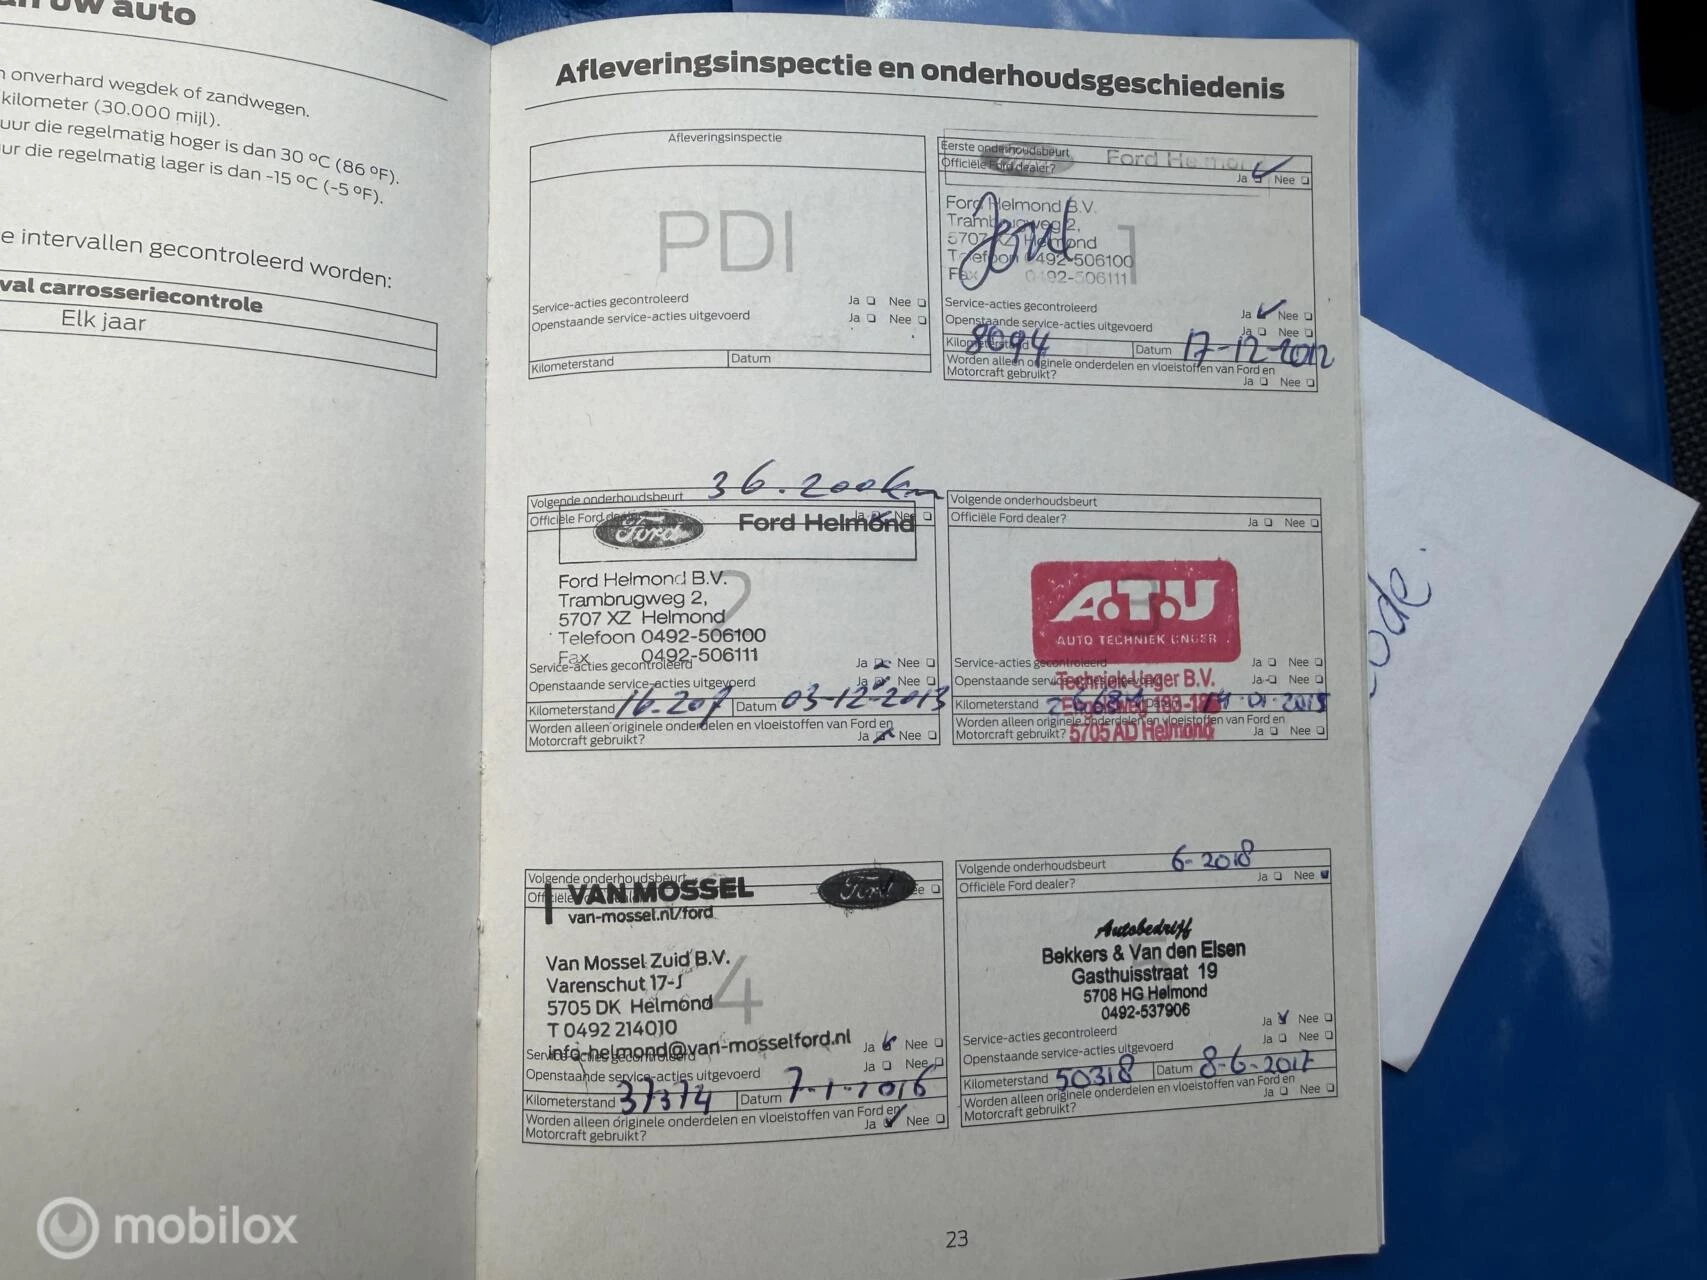 uw auto
onverhard wegdek of zandwegen.
kilometer (30.000 mijl).
uur die regelmatig hoger is dan 30 ºC (86 ºF).
ur die regelmatig lager is dan -15 ºC (-5 ºF).
e intervallen gecontroleerd worden:
val carrosseriecontrole
Elk jaar
Afleveringsinspectie en onderhoudsgeschiedenis
Afleveringsinspectie
PDI
Service-acties gecontroleerd Ja Nee
Openstaande service-acties uitgevoerd Ja Nee
Kilometerstand Datum
Eerste onderhoudsbeurt Ford Helmond
Officiële Ford dealer? Ja Nee
Ford Helmond B.V.
Trambrugweg 2,
5707 XZ Helmond
Telefoon 0492-506100
Fax 0492-506111
1
Service-acties gecontroleerd Ja Nee
Openstaande service-acties uitgevoerd Ja Nee
Kilometerstand 8094 Datum 17-12-2012
Worden alleen originele onderdelen en vloeistoffen van Ford en
Motorcraft gebruikt? Ja Nee
36.200km
Volgende onderhoudsbeurt
Officiële Ford dealer? Ja Nee
Ford Ford Helmond
Ford Helmond B.V.
Trambrugweg 2,
5707 XZ Helmond
Telefoon 0492-506100
Fax 0492-506111
2
Service-acties gecontroleerd Ja Nee
Openstaande service-acties uitgevoerd Ja Nee
Kilometerstand 16.207 Datum 03-12-2013
Worden alleen originele onderdelen en vloeistoffen van Ford en
Motorcraft gebruikt? Ja Nee
Volgende onderhoudsbeurt
Officiële Ford dealer? Ja Nee
3
A.T.U
AUTO TECHNIEK UNGER
Service-acties gecontroleerd Ja Nee
Openstaande Techniek Unger B.V. Ja Nee
Kilometerstand 01-2015
Worden alleen originele onderdelen en vloeistoffen van Ford en
Motorcraft gebruikt? 5705 AD Helmond Ja Nee
Volgende onderhoudsbeurt
VAN MOSSEL Ford
van-mossel.nl/ford
Van Mossel Zuid B.V.
Varenschut 17-J
5705 DK Helmond
T 0492 214010
info-helmond@van-mosselford.nl
4
Service-acties gecontroleerd Ja Nee
Openstaande service-acties uitgevoerd Ja Nee
Kilometerstand 37374 Datum 7-1-2016
Worden alleen originele onderdelen en vloeistoffen van Ford en
Motorcraft gebruikt? Ja Nee
Volgende onderhoudsbeurt 6-2018
Officiële Ford dealer? Ja Nee
Autobedrijf
Bekkers & Van den Elsen
Gasthuisstraat 19
5708 HG Helmond
0492-537906
Service-acties gecontroleerd Ja Nee
Openstaande service-acties uitgevoerd Ja Nee
Kilometerstand 50318 Datum 8-6-2017
Worden alleen originele onderdelen en vloeistoffen van Ford en
Motorcraft gebruikt? Ja Nee
23
mobilox